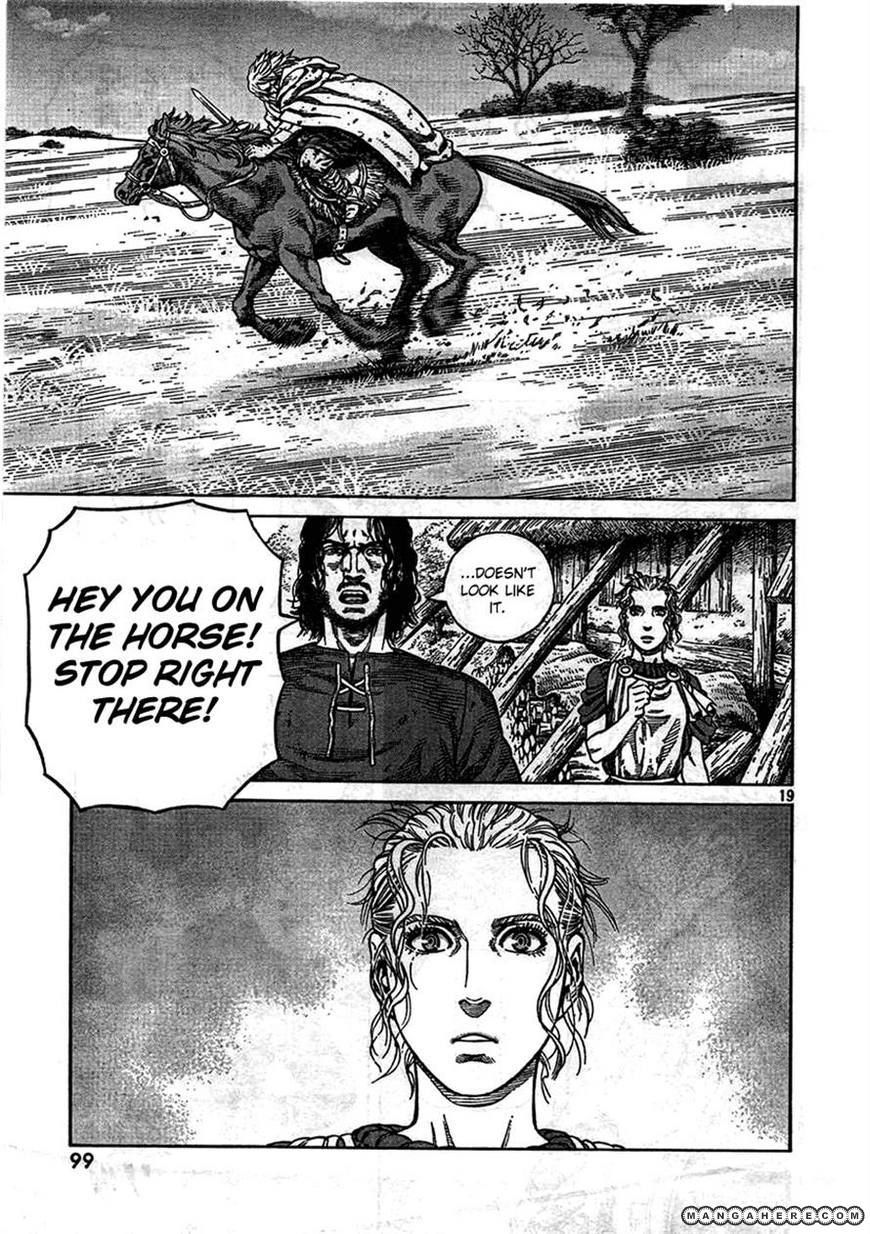 ...DOESN'T
LOOK LIKE
IT.
HEY YOU ON
THE HORSE!
STOP RIGHT
THERE!
19
99
MANGAHERE.COM